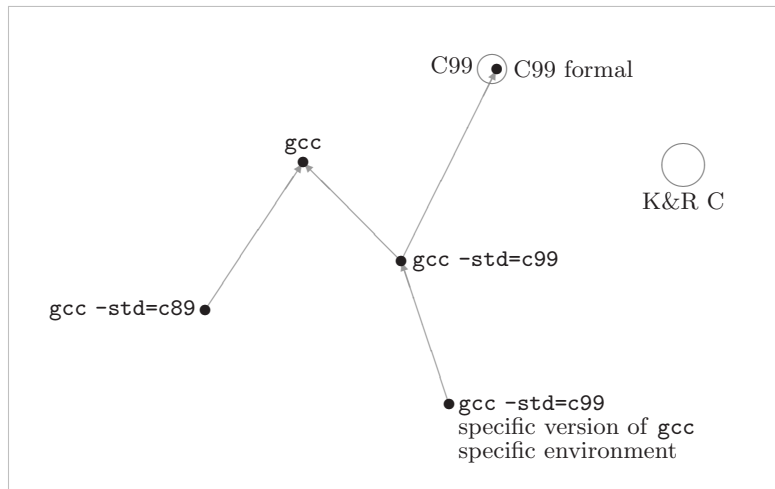 C99
C99 formal
gcc
K&R C
gcc -std=c99
gcc -std=c89
gcc -std=c99
specific version of gcc
specific environment